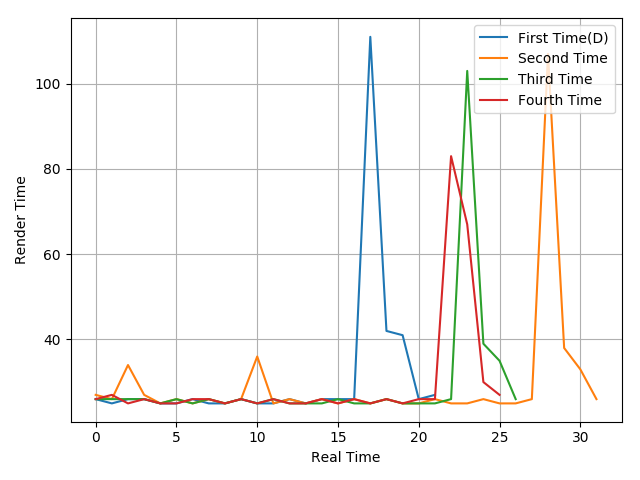 First Time(D)
Second Time
Third Time
Fourth Time
100
80
60
40
Render Time
0 5 10 15 20 25 30
Real Time